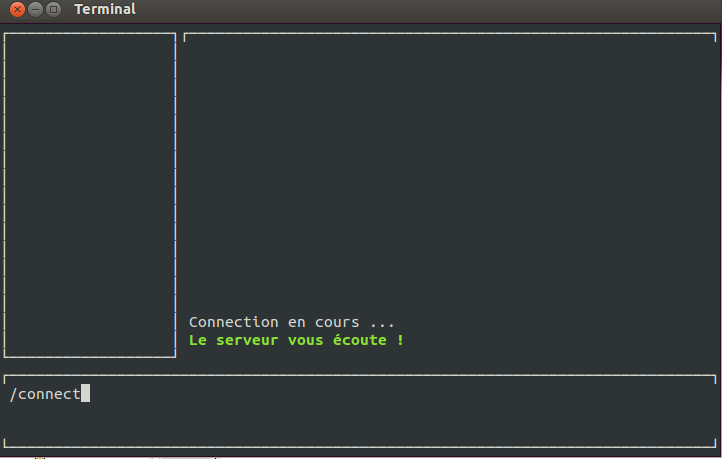 Terminal
Connection en cours ...
Le serveur vous écoute !
/connect